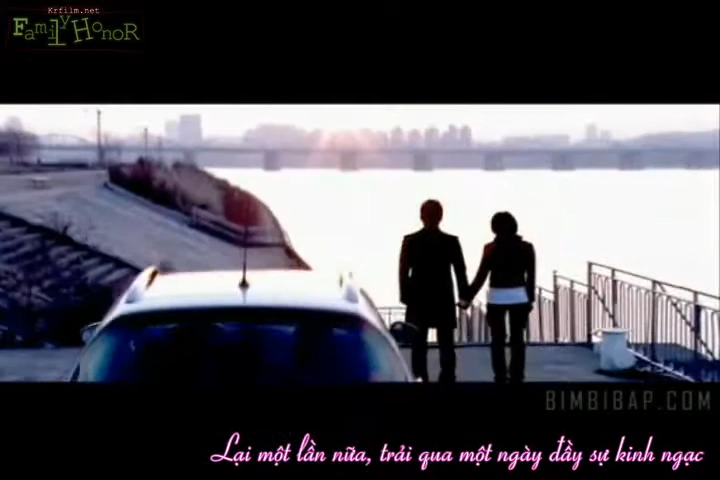 Krfilm.net
Family Honor
BIMBIBAP.COM
Lại một lần nữa, trải qua một ngày đầy sự kinh ngạc